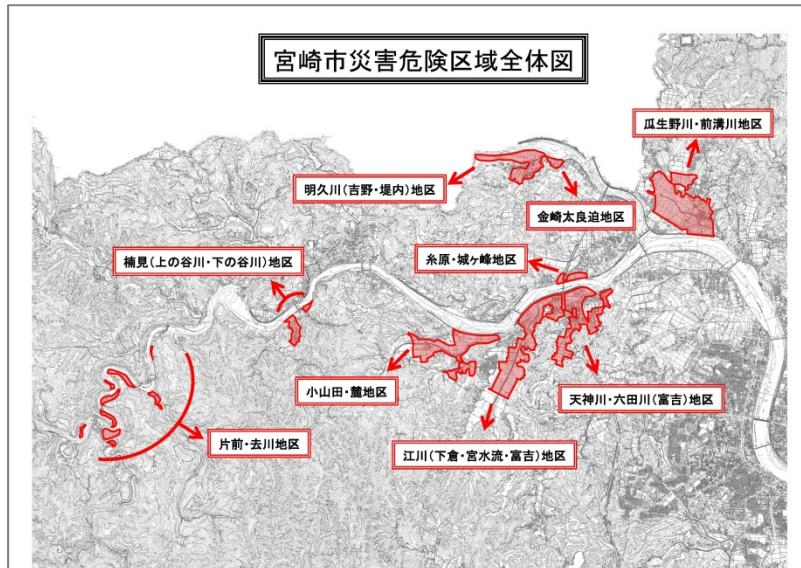 宮崎市災害危険区域全体図
瓜生野川・前溝川地区
明久川(吉野・堤内)地区
金崎太良迫地区
楠見(上の谷川・下の谷川)地区
糸原・城ヶ峰地区
小山田・麓地区
天神川・六田川(富吉)地区
片前・去川地区
江川(下倉・宮水流・富吉)地区